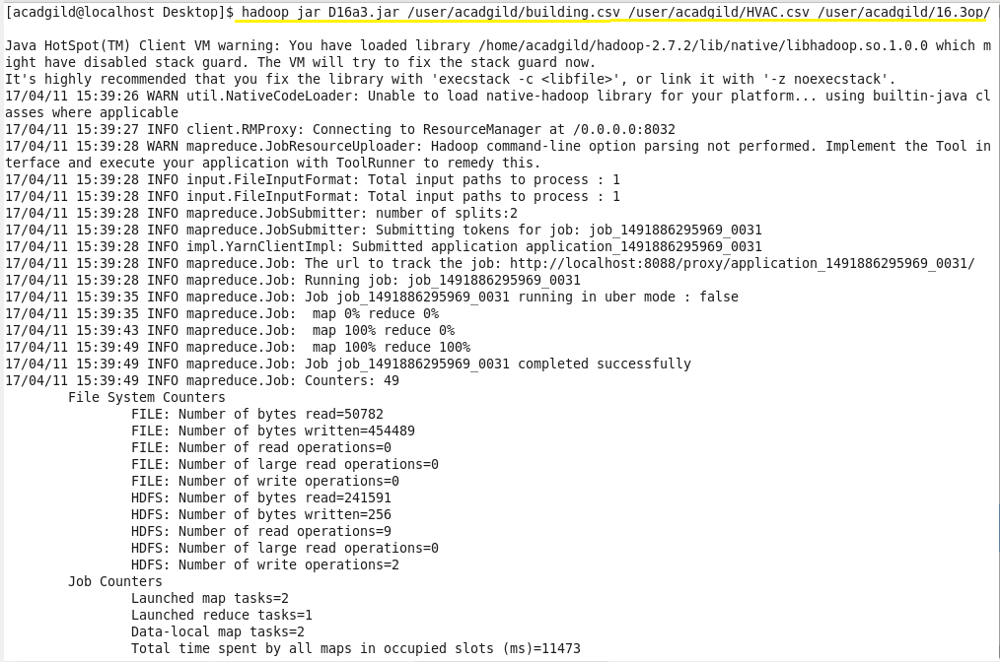 [acadgild@localhost Desktop]$ hadoop jar D16a3.jar /user/acadgild/building.csv /user/acadgild/HVAC.csv /user/acadgild/16.3op/
Java HotSpot(TM) Client VM warning: You have loaded library /home/acadgild/hadoop-2.7.2/lib/native/libhadoop.so.1.0.0 which m
ight have disabled stack guard. The VM will try to fix the stack guard now.
It's highly recommended that you fix the library with 'execstack -c <libfile>', or link it with '-z noexecstack'.
17/04/11 15:39:26 WARN util.NativeCodeLoader: Unable to load native-hadoop library for your platform... using builtin-java cl
asses where applicable
17/04/11 15:39:27 INFO client.RMProxy: Connecting to ResourceManager at /0.0.0.0:8032
17/04/11 15:39:28 WARN mapreduce.JobResourceUploader: Hadoop command-line option parsing not performed. Implement the Tool in
terface and execute your application with ToolRunner to remedy this.
17/04/11 15:39:28 INFO input.FileInputFormat: Total input paths to process : 1
17/04/11 15:39:28 INFO input.FileInputFormat: Total input paths to process : 1
17/04/11 15:39:28 INFO mapreduce.JobSubmitter: number of splits:2
17/04/11 15:39:28 INFO mapreduce.JobSubmitter: Submitting tokens for job: job_1491886295969_0031
17/04/11 15:39:28 INFO impl.YarnClientImpl: Submitted application application_1491886295969_0031
17/04/11 15:39:28 INFO mapreduce.Job: The url to track the job: http://localhost:8088/proxy/application_1491886295969_0031/
17/04/11 15:39:28 INFO mapreduce.Job: Running job: job_1491886295969_0031
17/04/11 15:39:35 INFO mapreduce.Job: Job job_1491886295969_0031 running in uber mode : false
17/04/11 15:39:35 INFO mapreduce.Job:  map 0% reduce 0%
17/04/11 15:39:43 INFO mapreduce.Job:  map 100% reduce 0%
17/04/11 15:39:49 INFO mapreduce.Job:  map 100% reduce 100%
17/04/11 15:39:49 INFO mapreduce.Job: Job job_1491886295969_0031 completed successfully
17/04/11 15:39:49 INFO mapreduce.Job: Counters: 49
File System Counters
FILE: Number of bytes read=50782
FILE: Number of bytes written=454489
FILE: Number of read operations=0
FILE: Number of large read operations=0
FILE: Number of write operations=0
HDFS: Number of bytes read=241591
HDFS: Number of bytes written=256
HDFS: Number of read operations=9
HDFS: Number of large read operations=0
HDFS: Number of write operations=2
Job Counters
Launched map tasks=2
Launched reduce tasks=1
Data-local map tasks=2
Total time spent by all maps in occupied slots (ms)=11473